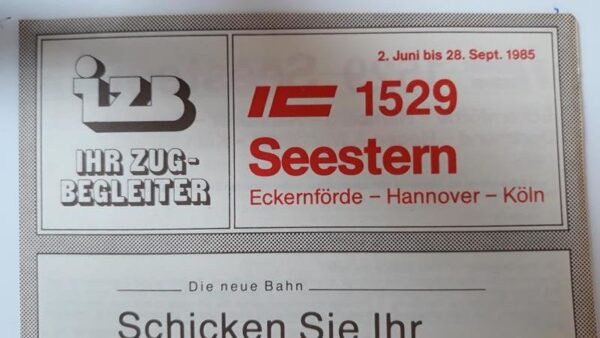 izb
IHR ZUG-
BEGLEITER
2. Juni bis 28. Sept. 1985
IC 1529
Seestern
Eckernförde – Hannover – Köln
Die neue Bahn
Schicken Sie Ihr